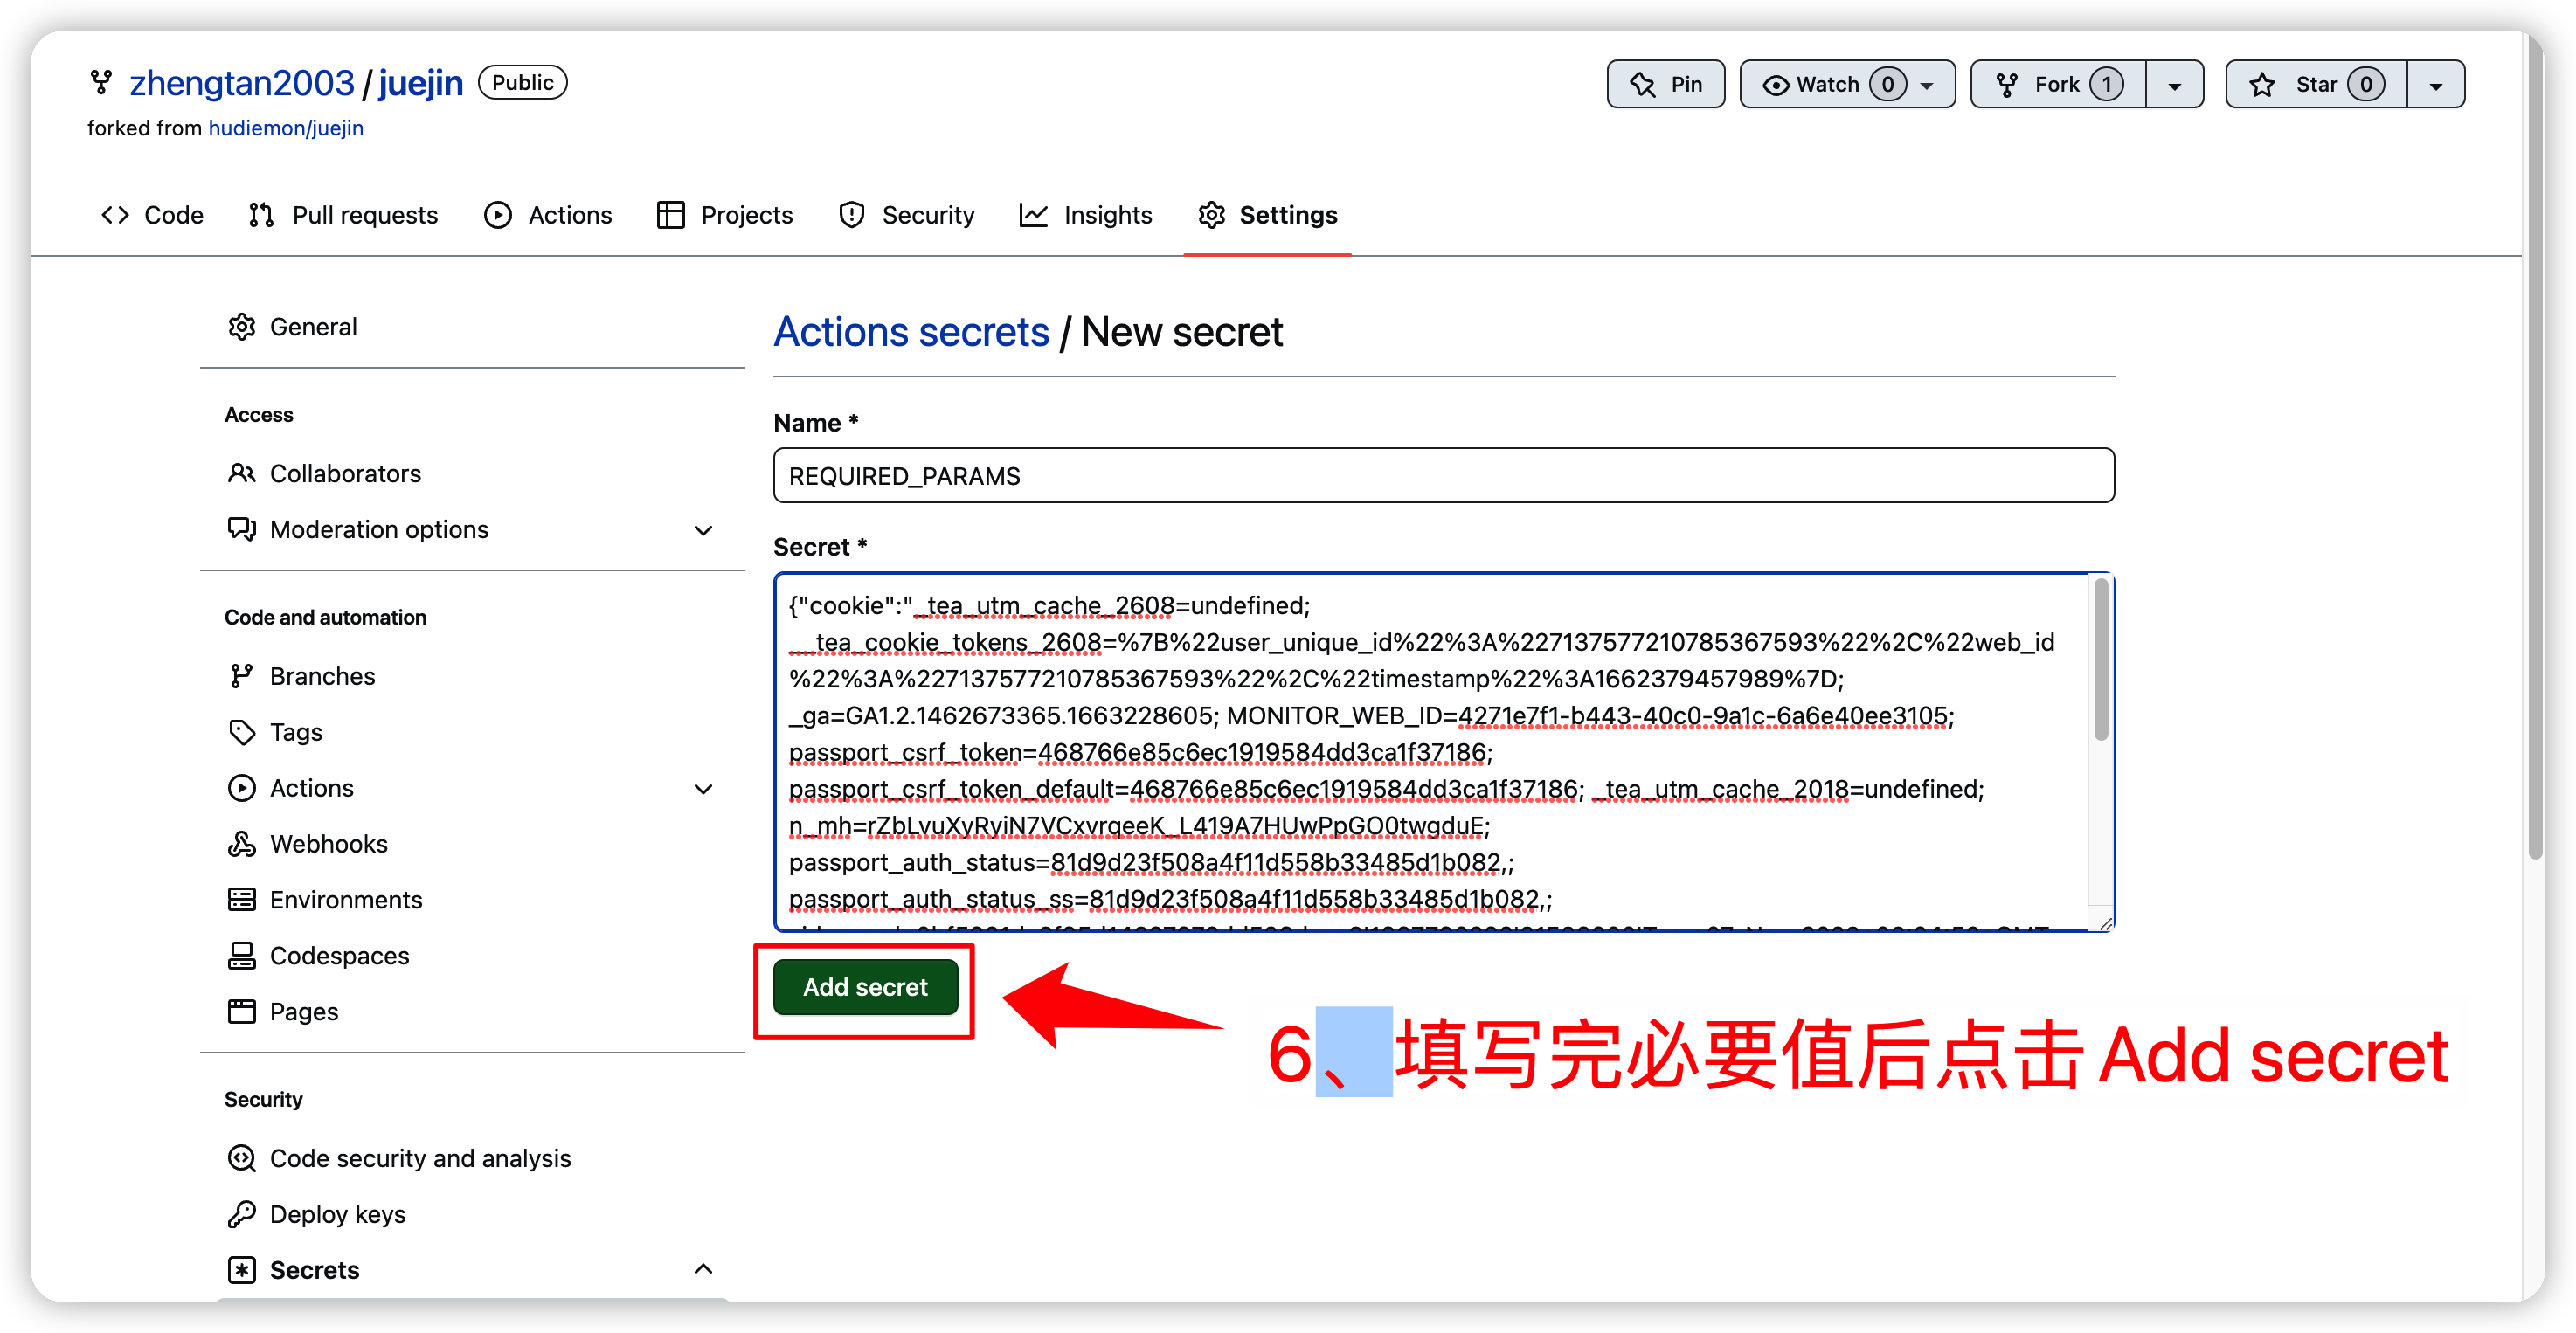 zhengtan2003 / juejin Public
Pin
Watch 0
Fork 1
Star 0
forked from hudiemon/juejin
Code
Pull requests
Actions
Projects
Security
Insights
Settings
General
Access
Collaborators
Moderation options
Code and automation
Branches
Tags
Actions
Webhooks
Environments
Codespaces
Pages
Security
Code security and analysis
Deploy keys
Secrets
Actions secrets / New secret
Name *
REQUIRED_PARAMS
Secret *
{"cookie":"_tea_utm_cache_2608=undefined;
__tea_cookie_tokens_2608=%7B%22user_unique_id%22%3A%227137577210785367593%22%2C%22web_id
%22%3A%227137577210785367593%22%2C%22timestamp%22%3A1662379457989%7D;
_ga=GA1.2.1462673365.1663228605; MONITOR_WEB_ID=4271e7f1-b443-40c0-9a1c-6a6e40ee3105;
passport_csrf_token=468766e85c6ec1919584dd3ca1f37186;
passport_csrf_token_default=468766e85c6ec1919584dd3ca1f37186; _tea_utm_cache_2018=undefined;
n_mh=rZbLvuXyRyiN7VCxvrqeeK_L419A7HUwPpGO0twgduE;
passport_auth_status=81d9d23f508a4f11d558b33485d1b082,;
passport_auth_status_ss=81d9d23f508a4f11d558b33485d1b082,;
Add secret
6、填写完必要值后点击Add secret